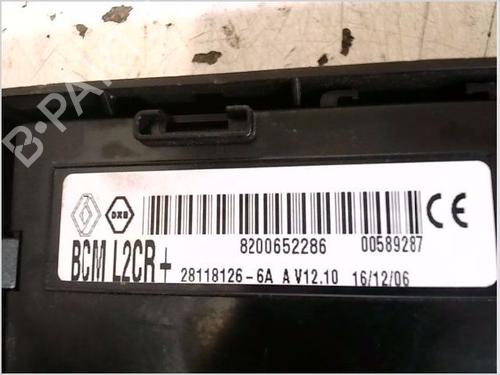 B-PA
DXB
8200652286 00589287
CE
BCM L2CR+ 28118126-6A A V12.10 16/12/06